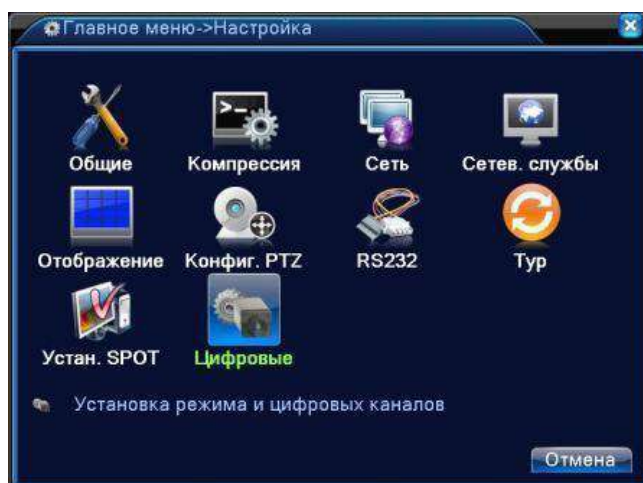 Главное меню->Настройка
Общие Компрессия Сеть Сетев. службы
Отображение Конфиг. PTZ RS232 Тур
Устан. SPOT Цифровые
Установка режима и цифровых каналов
Отмена